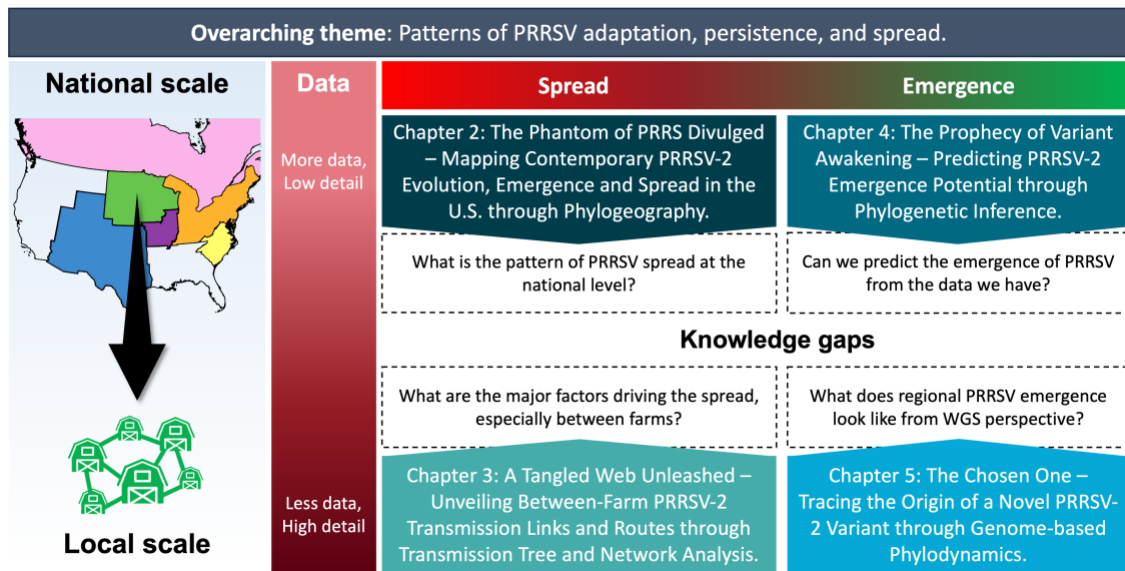 Overarching theme: Patterns of PRRSV adaptation, persistence, and spread.
National scale
Data
Spread
Emergence
More data,
Low detail
Chapter 2: The Phantom of PRRS Divulged
– Mapping Contemporary PRRSV-2
Evolution, Emergence and Spread in the
U.S. through Phylogeography.
Chapter 4: The Prophecy of Variant
Awakening – Predicting PRRSV-2
Emergence Potential through
Phylogenetic Inference.
What is the pattern of PRRSV spread at the
national level?
Can we predict the emergence of PRRSV
from the data we have?
Knowledge gaps
What are the major factors driving the spread,
especially between farms?
What does regional PRRSV emergence
look like from WGS perspective?
Less data,
High detail
Chapter 3: A Tangled Web Unleashed –
Unveiling Between-Farm PRRSV-2
Transmission Links and Routes through
Transmission Tree and Network Analysis.
Chapter 5: The Chosen One –
Tracing the Origin of a Novel PRRSV-
2 Variant through Genome-based
Phylodynamics.
Local scale